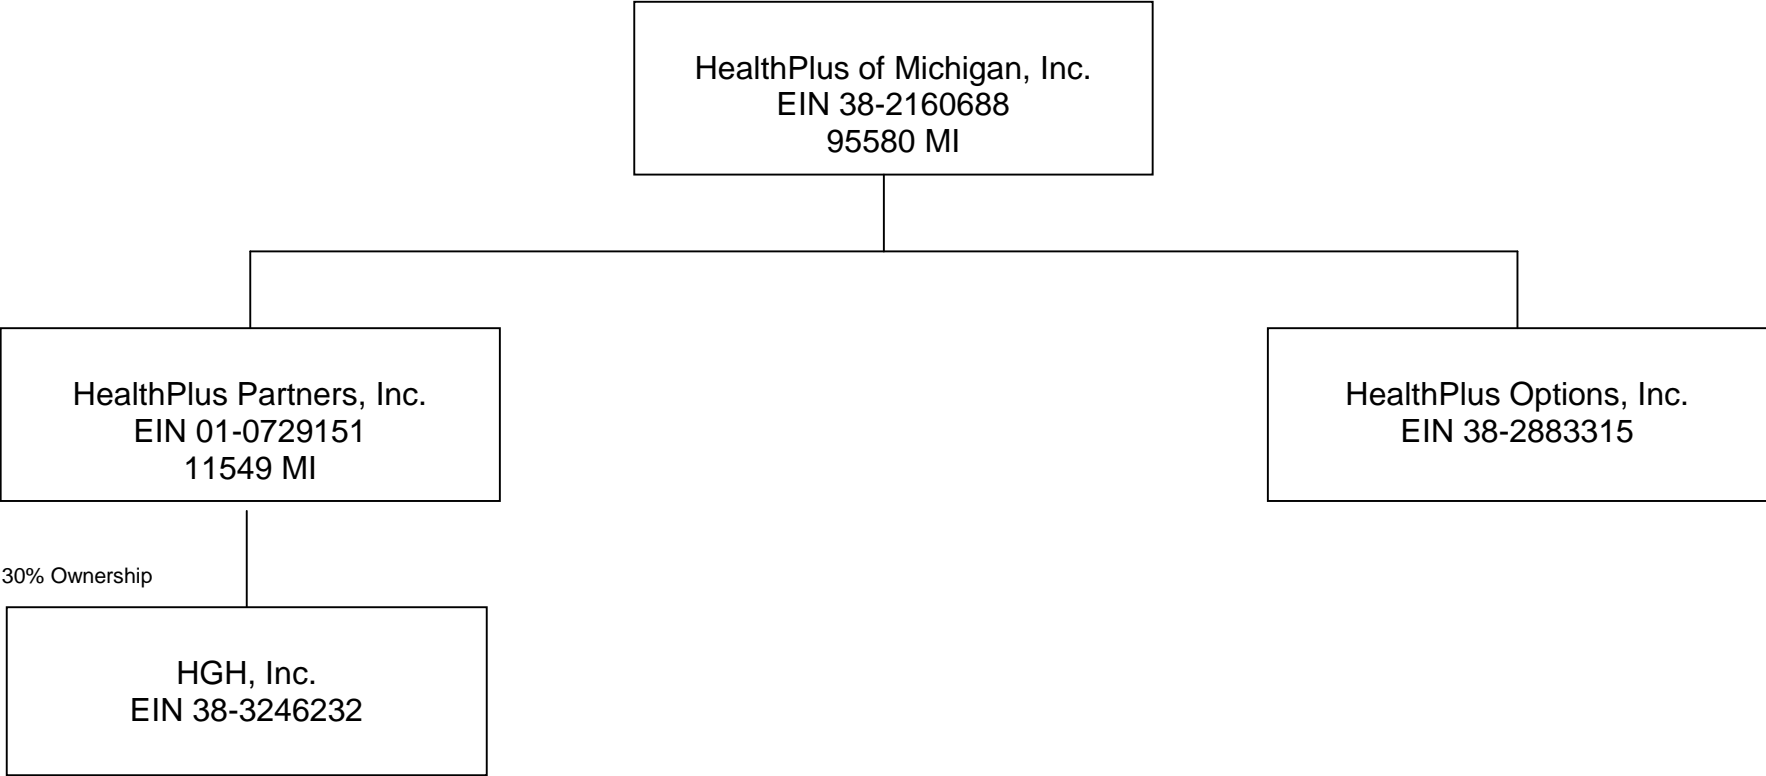 HealthPlus of Michigan, Inc.
EIN 38-2160688
95580 MI
HealthPlus Partners, Inc.
EIN 01-0729151
11549 MI
HealthPlus Options, Inc.
EIN 38-2883315
30% Ownership
HGH, Inc.
EIN 38-3246232